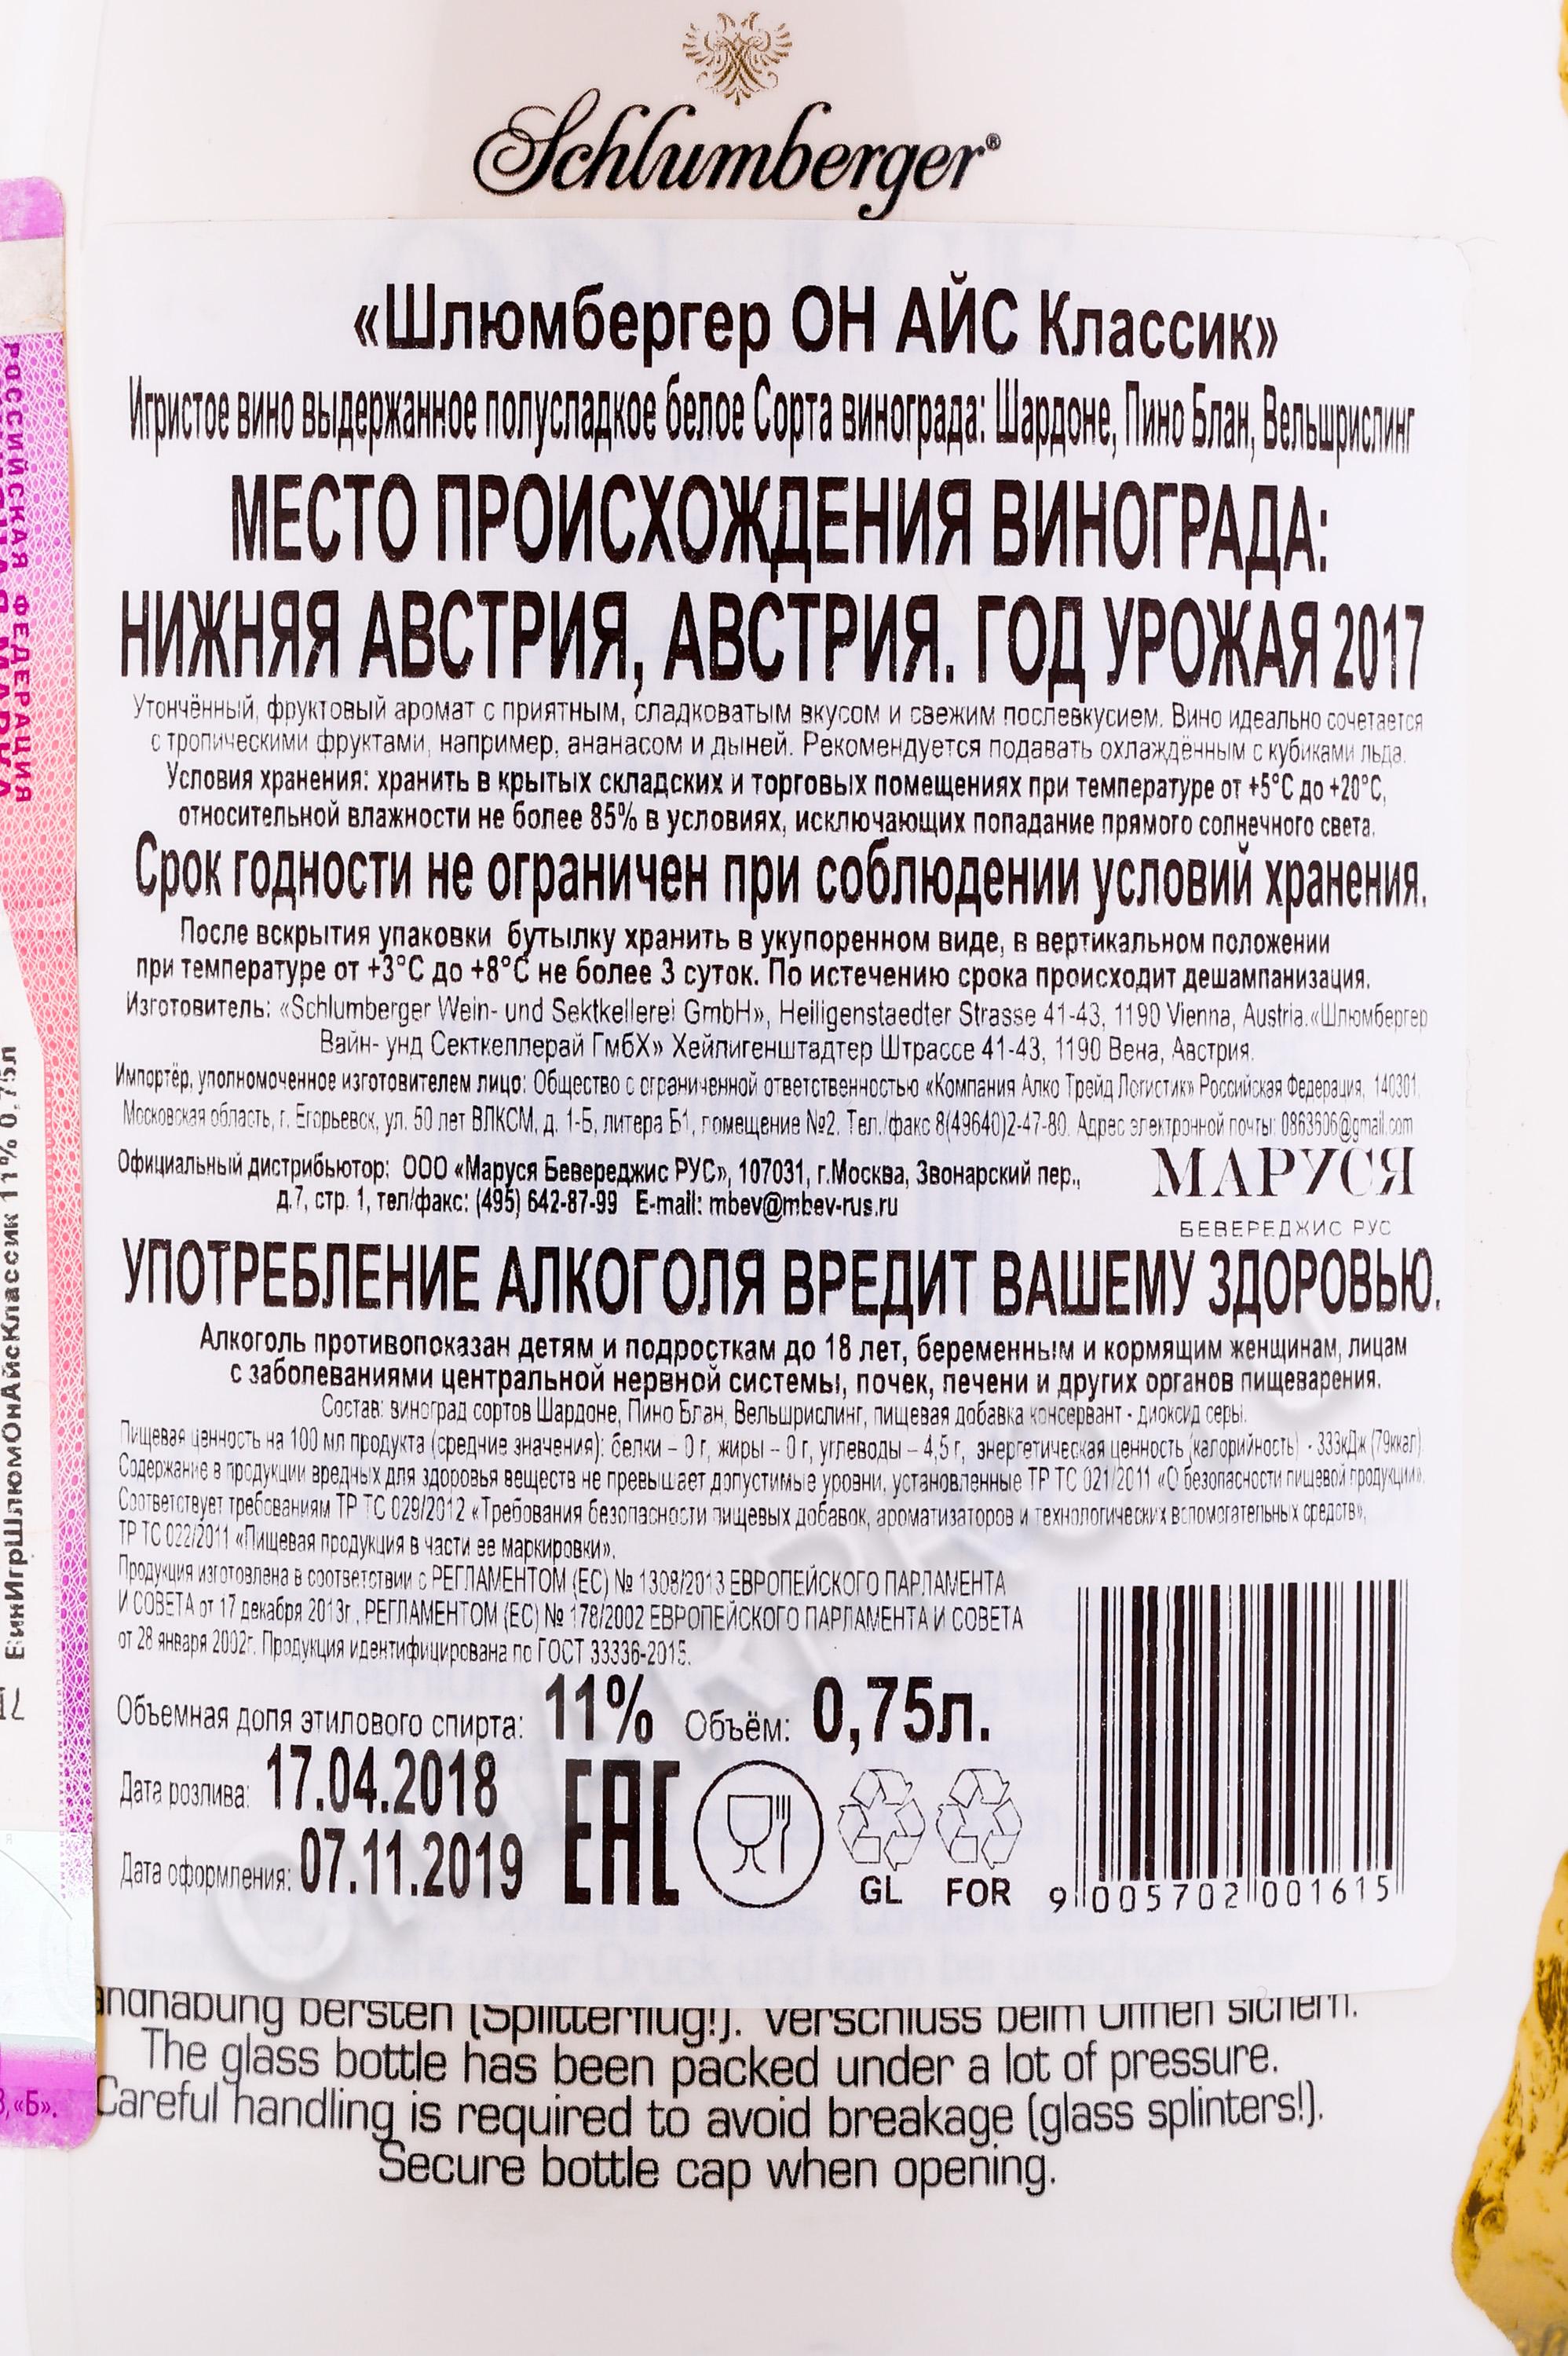 Schlumberger®
«Шлюмбергер ОН АЙС Классик»
Игристое вино выдержанное полусладкое белое Сорта винограда: Шардоне, Пино Блан, Вельшрислинг
МЕСТО ПРОИСХОЖДЕНИЯ ВИНОГРАДА:
НИЖНЯЯ АВСТРИЯ, АВСТРИЯ. ГОД УРОЖАЯ 2017
Утончённый, фруктовый аромат с приятным, сладковатым вкусом и свежим послевкусием. Вино идеально сочетается
с тропическими фруктами, например, ананасом и дыней. Рекомендуется подавать охлаждённым с кубиками льда.
Условия хранения: хранить в крытых складских и торговых помещениях при температуре от +5°С до +20°С,
относительной влажности не более 85% в условиях, исключающих попадание прямого солнечного света.
Срок годности не ограничен при соблюдении условий хранения.
После вскрытия упаковки бутылку хранить в укупоренном виде, в вертикальном положении
при температуре от +3°С до +8°С не более 3 суток. По истечению срока происходит дешампанизация.
Изготовитель: «Schlumberger Wein- und Sektkellerei GmbH», Heiligenstaedter Strasse 41-43, 1190 Vienna, Austria.«Шлюмбергер
Вайн- унд Секткеллерай ГмбХ» Хейлигенштадтер Штрассе 41-43, 1190 Вена, Австрия.
Импортёр, уполномоченное изготовителем лицо: Общество с ограниченной ответственностью «Компания Алко Трейд Логистик» Российская Федерация, 140301,
Московская область, г. Егорьевск, ул. 50 лет ВЛКСМ, д. 1-Б, литера Б1, помещение №2. Тел./факс 8(49640)2-47-80. Адрес электронной почты: 0863606@gmail.com
Официальный дистрибьютор: ООО «Маруся Бевереджис РУС», 107031, г.Москва, Звонарский пер.,
д.7, стр. 1, тел/факс: (495) 642-87-99 E-mail: mbev@mbev-rus.ru
МАРУСЯ
БЕВЕРЕДЖИС РУС
УПОТРЕБЛЕНИЕ АЛКОГОЛЯ ВРЕДИТ ВАШЕМУ ЗДОРОВЬЮ.
Алкоголь противопоказан детям и подросткам до 18 лет, беременным и кормящим женщинам, лицам
с заболеваниями центральной нервной системы, почек, печени и других органов пищеварения.
Состав: виноград сортов Шардоне, Пино Блан, Вельшрислинг, пищевая добавка консервант - диоксид серы.
Пищевая ценность на 100 мл продукта (средние значения): белки – 0 г, жиры – 0 г, углеводы – 4,5 г, энергетическая ценность (калорийность) - 333кДж (79ккал).
Содержание в продукции вредных для здоровья веществ не превышает допустимые уровни, установленные ТР ТС 021/2011 «О безопасности пищевой продукции».
Соответствует требованиям ТР ТС 029/2012 «Требования безопасности пищевых добавок, ароматизаторов и технологических вспомогательных средств»,
ТР ТС 022/2011 «Пищевая продукция в части ее маркировки».
Продукция изготовлена в соответствии с РЕГЛАМЕНТОМ (ЕС) № 1308/2013 ЕВРОПЕЙСКОГО ПАРЛАМЕНТА
И СОВЕТА от 17 декабря 2013г., РЕГЛАМЕНТОМ (ЕС) № 178/2002 ЕВРОПЕЙСКОГО ПАРЛАМЕНТА И СОВЕТА
от 28 января 2002г. Продукция идентифицирована по ГОСТ 33336-2015.
Объемная доля этилового спирта: 11% Объём: 0,75л.
Дата розлива: 17.04.2018
Дата оформления: 07.11.2019
ЕАС
GL FOR
9 005702 001615
andhabung bersten (Splitterflug!). Verschluss beim Öffnen sichern.
The glass bottle has been packed under a lot of pressure.
Careful handling is required to avoid breakage (glass splinters!).
Secure bottle cap when opening.
РОССИЙСКАЯ ФЕДЕРАЦИЯ
ВинИгрШлюмОнАйсКлассик 11% 0,75л
«Б».